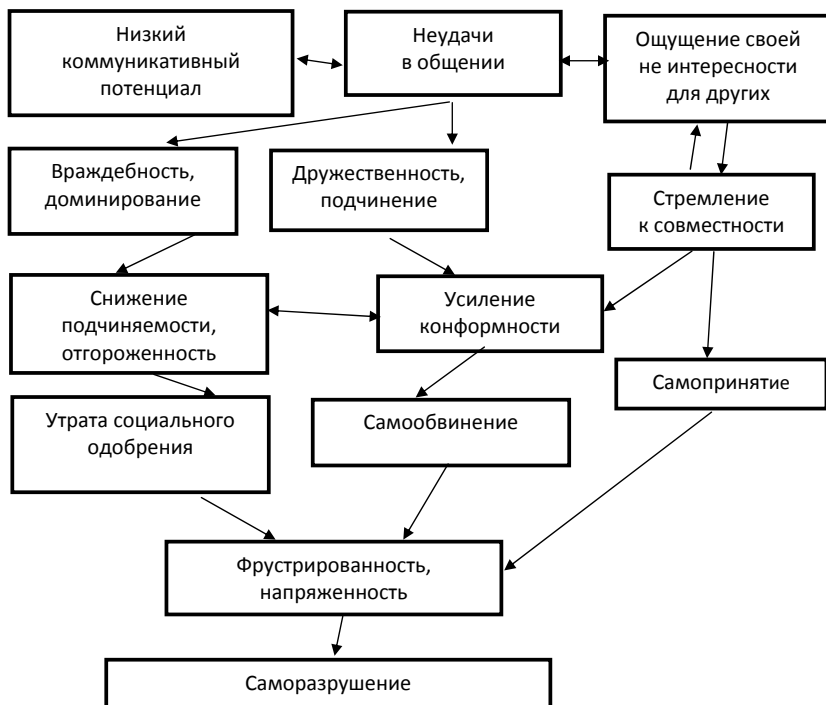 Низкий
коммуникативный
потенциал
Неудачи
в общении
Ощущение своей
не интересности
для других
Враждебность,
доминирование
Дружественность,
подчинение
Стремление
к совместности
Снижение
подчиняемости,
отгороженность
Усиление
конформности
Самопринятие
Утрата социального
одобрения
Самообвинение
Фрустрированность,
напряженность
Саморазрушение